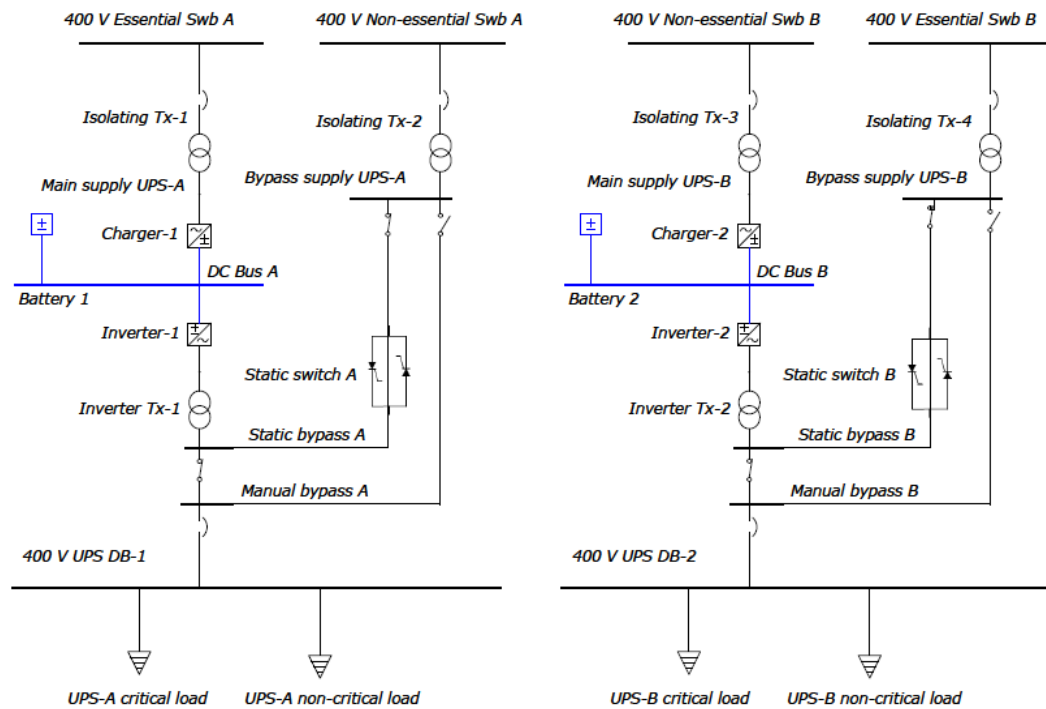 400 V Essential Swb A
400 V Non-essential Swb A
400 V Non-essential Swb B
400 V Essential Swb B
Isolating Tx-1
Isolating Tx-2
Isolating Tx-3
Isolating Tx-4
Main supply UPS-A
Bypass supply UPS-A
Main supply UPS-B
Bypass supply UPS-B
Charger-1
Charger-2
DC Bus A
DC Bus B
Battery 1
Battery 2
Inverter-1
Inverter-2
Static switch A
Static switch B
Inverter Tx-1
Inverter Tx-2
Static bypass A
Static bypass B
Manual bypass A
Manual bypass B
400 V UPS DB-1
400 V UPS DB-2
UPS-A critical load
UPS-A non-critical load
UPS-B critical load
UPS-B non-critical load